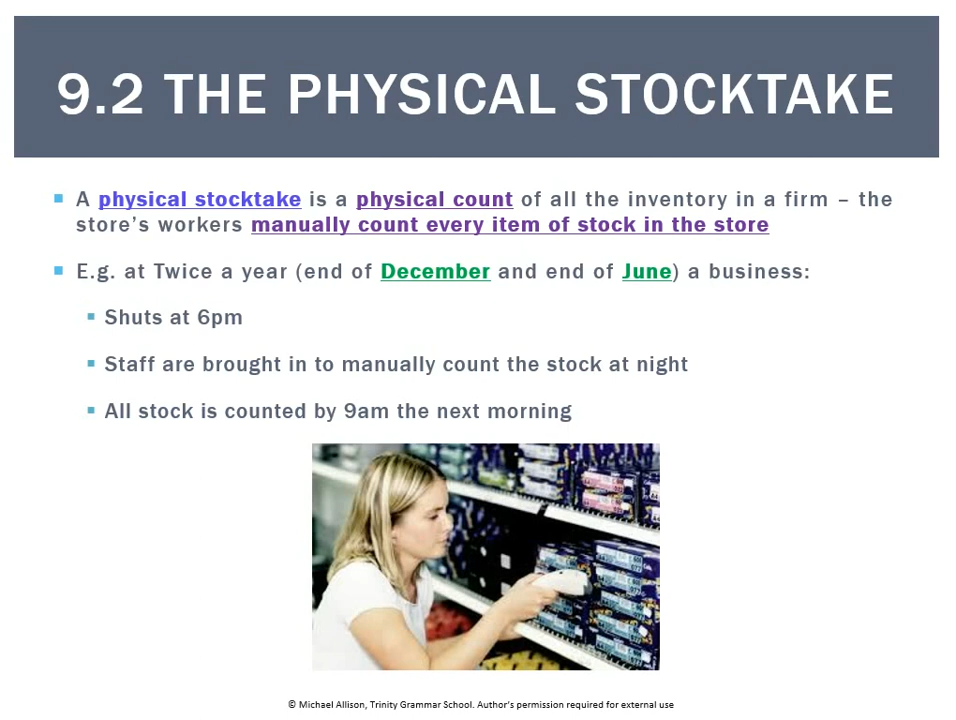 9.2 THE PHYSICAL STOCKTAKE
A physical stocktake is a physical count of all the inventory in a firm – the
store's workers manually count every item of stock in the store
E.g. at Twice a year (end of December and end of June) a business:
Shuts at 6pm
Staff are brought in to manually count the stock at night
All stock is counted by 9am the next morning
© Michael Allison, Trinity Grammar School. Author's permission required for external use